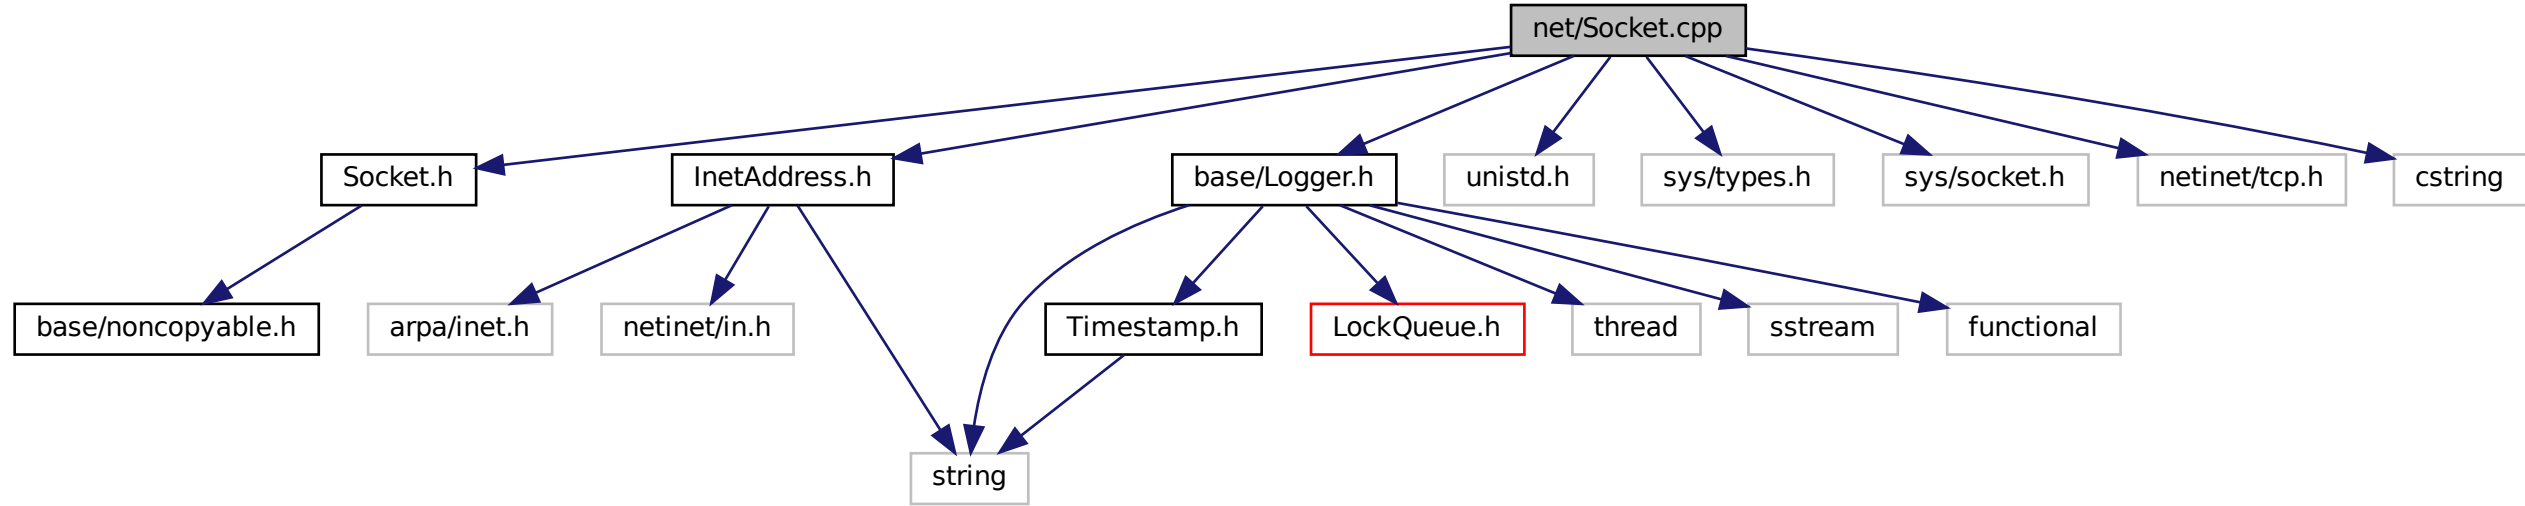 net/Socket.cpp
Socket.h
InetAddress.h
base/Logger.h
unistd.h
sys/types.h
sys/socket.h
netinet/tcp.h
cstring
base/noncopyable.h
arpa/inet.h
netinet/in.h
Timestamp.h
LockQueue.h
thread
sstream
functional
string